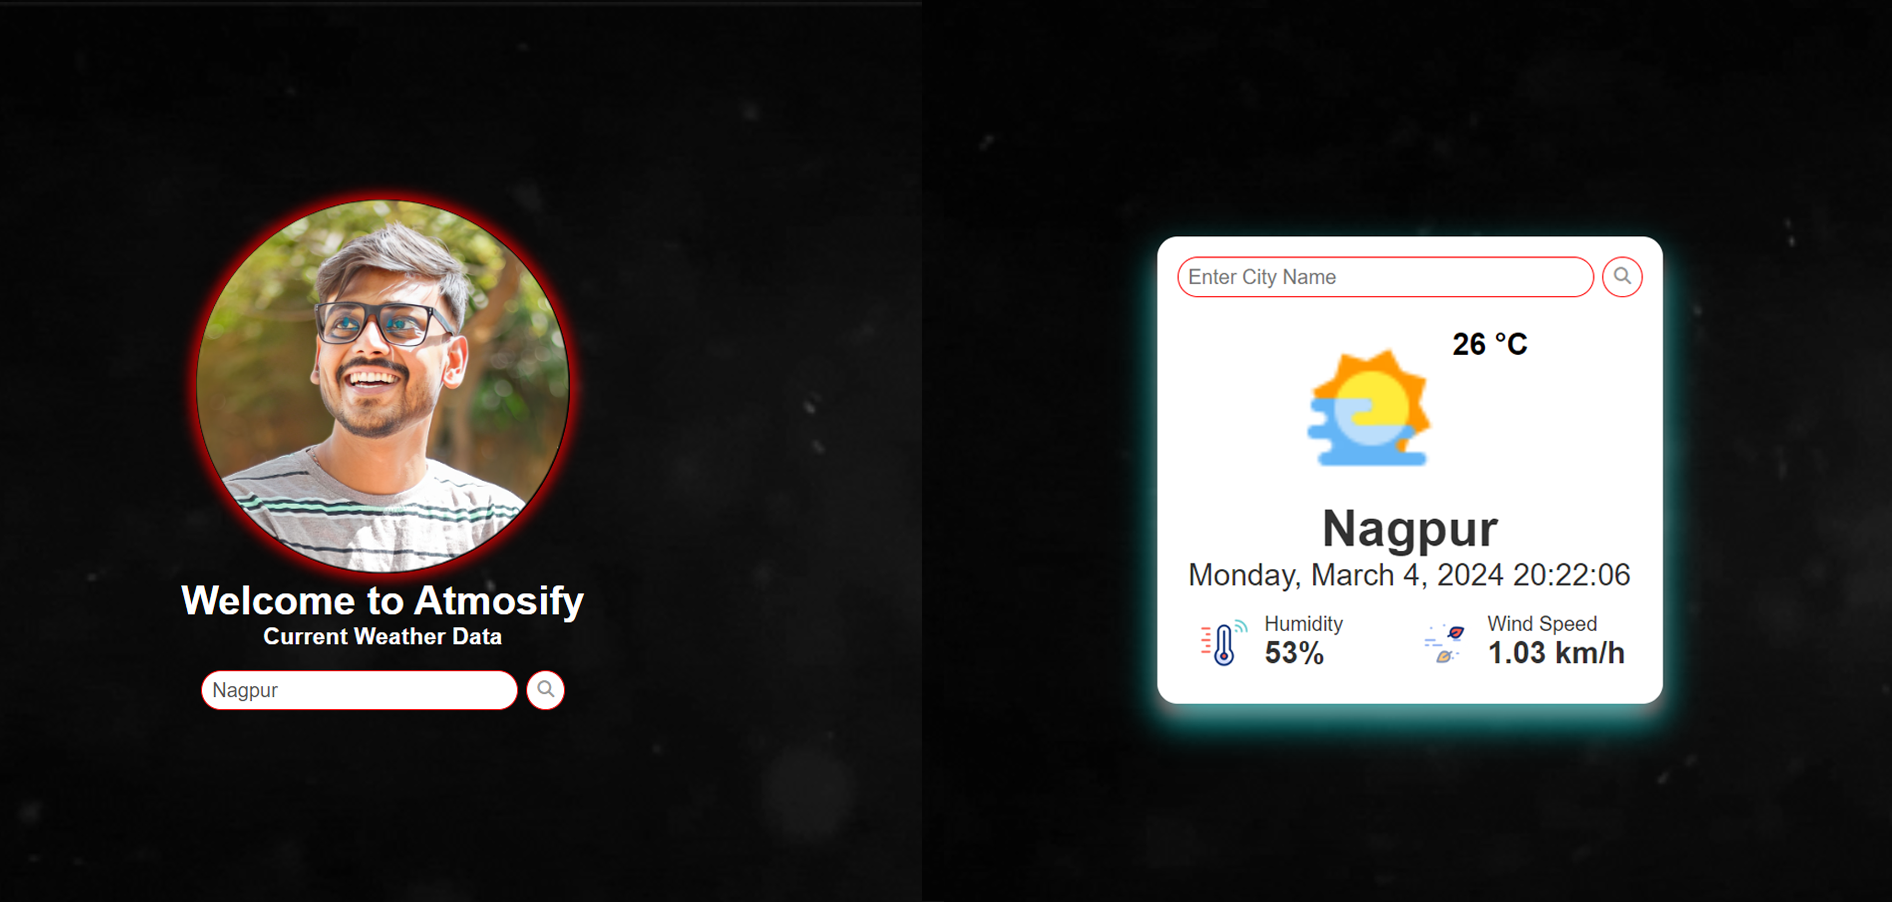 Welcome to Atmosify
Current Weather Data
Nagpur
Enter City Name
26 °C
Nagpur
Monday, March 4, 2024 20:22:06
Humidity
53%
Wind Speed
1.03 km/h